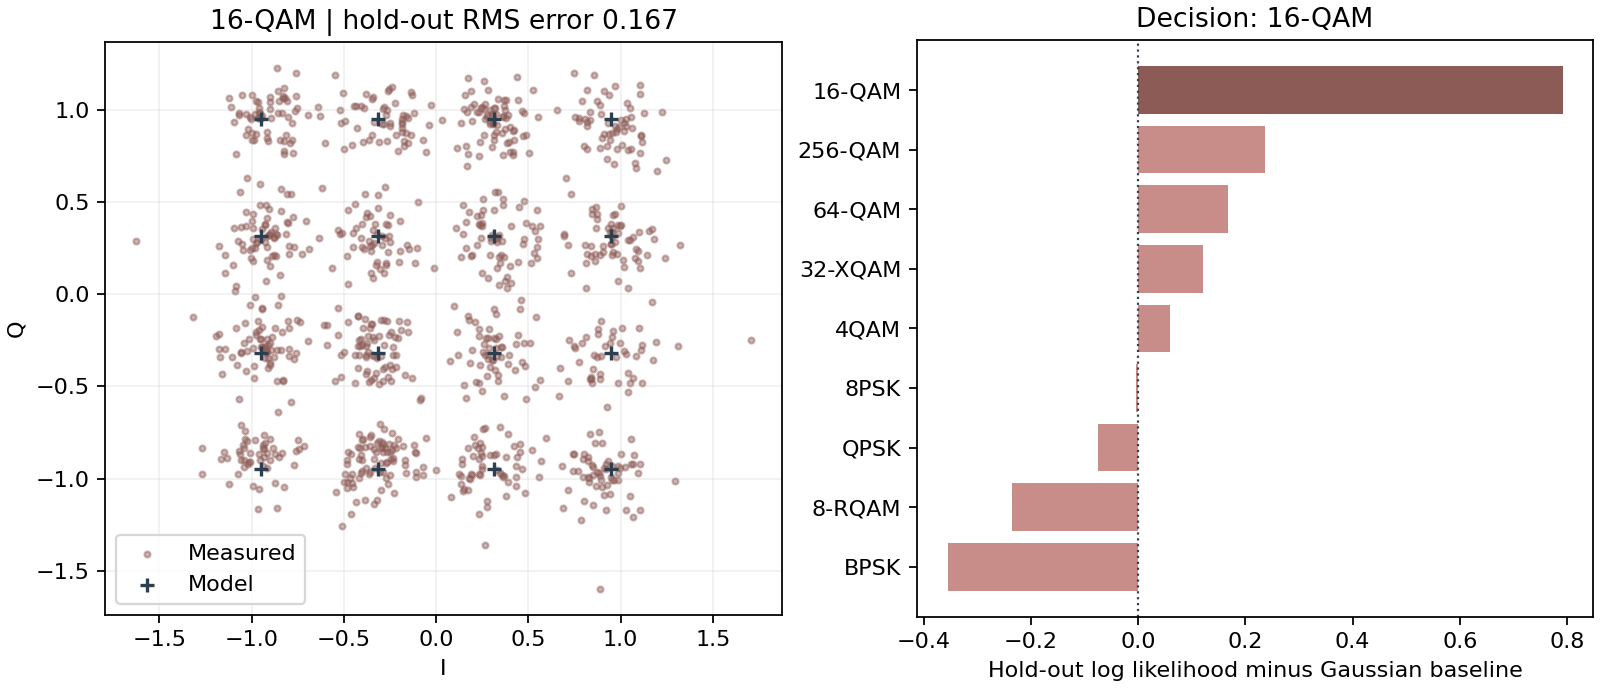 16-QAM | hold-out RMS error 0.167
1.0
0.5
0.0
−0.5
−1.0
−1.5
Q
Measured
Model
−1.5
−1.0
−0.5
0.0
0.5
1.0
1.5
I
Decision: 16-QAM
16-QAM
256-QAM
64-QAM
32-XQAM
4QAM
8PSK
QPSK
8-RQAM
BPSK
−0.4
−0.2
0.0
0.2
0.4
0.6
0.8
Hold-out log likelihood minus Gaussian baseline